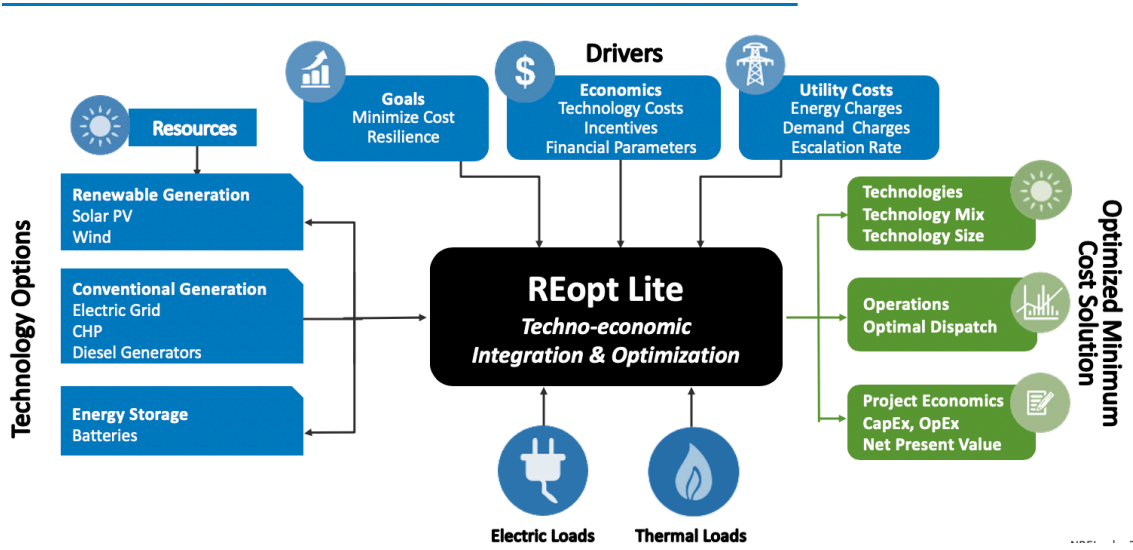 Drivers
Goals
Minimize Cost
Resilience
$
Economics
Technology Costs
Incentives
Financial Parameters
Utility Costs
Energy Charges
Demand Charges
Escalation Rate
Resources
Technology Options
Renewable Generation
Solar PV
Wind
Conventional Generation
Electric Grid
CHP
Diesel Generators
Energy Storage
Batteries
REopt Lite
Techno-economic
Integration & Optimization
Electric Loads
Thermal Loads
Technologies
Technology Mix
Technology Size
Operations
Optimal Dispatch
Project Economics
CapEx, OpEx
Net Present Value
Optimized Minimum
Cost Solution